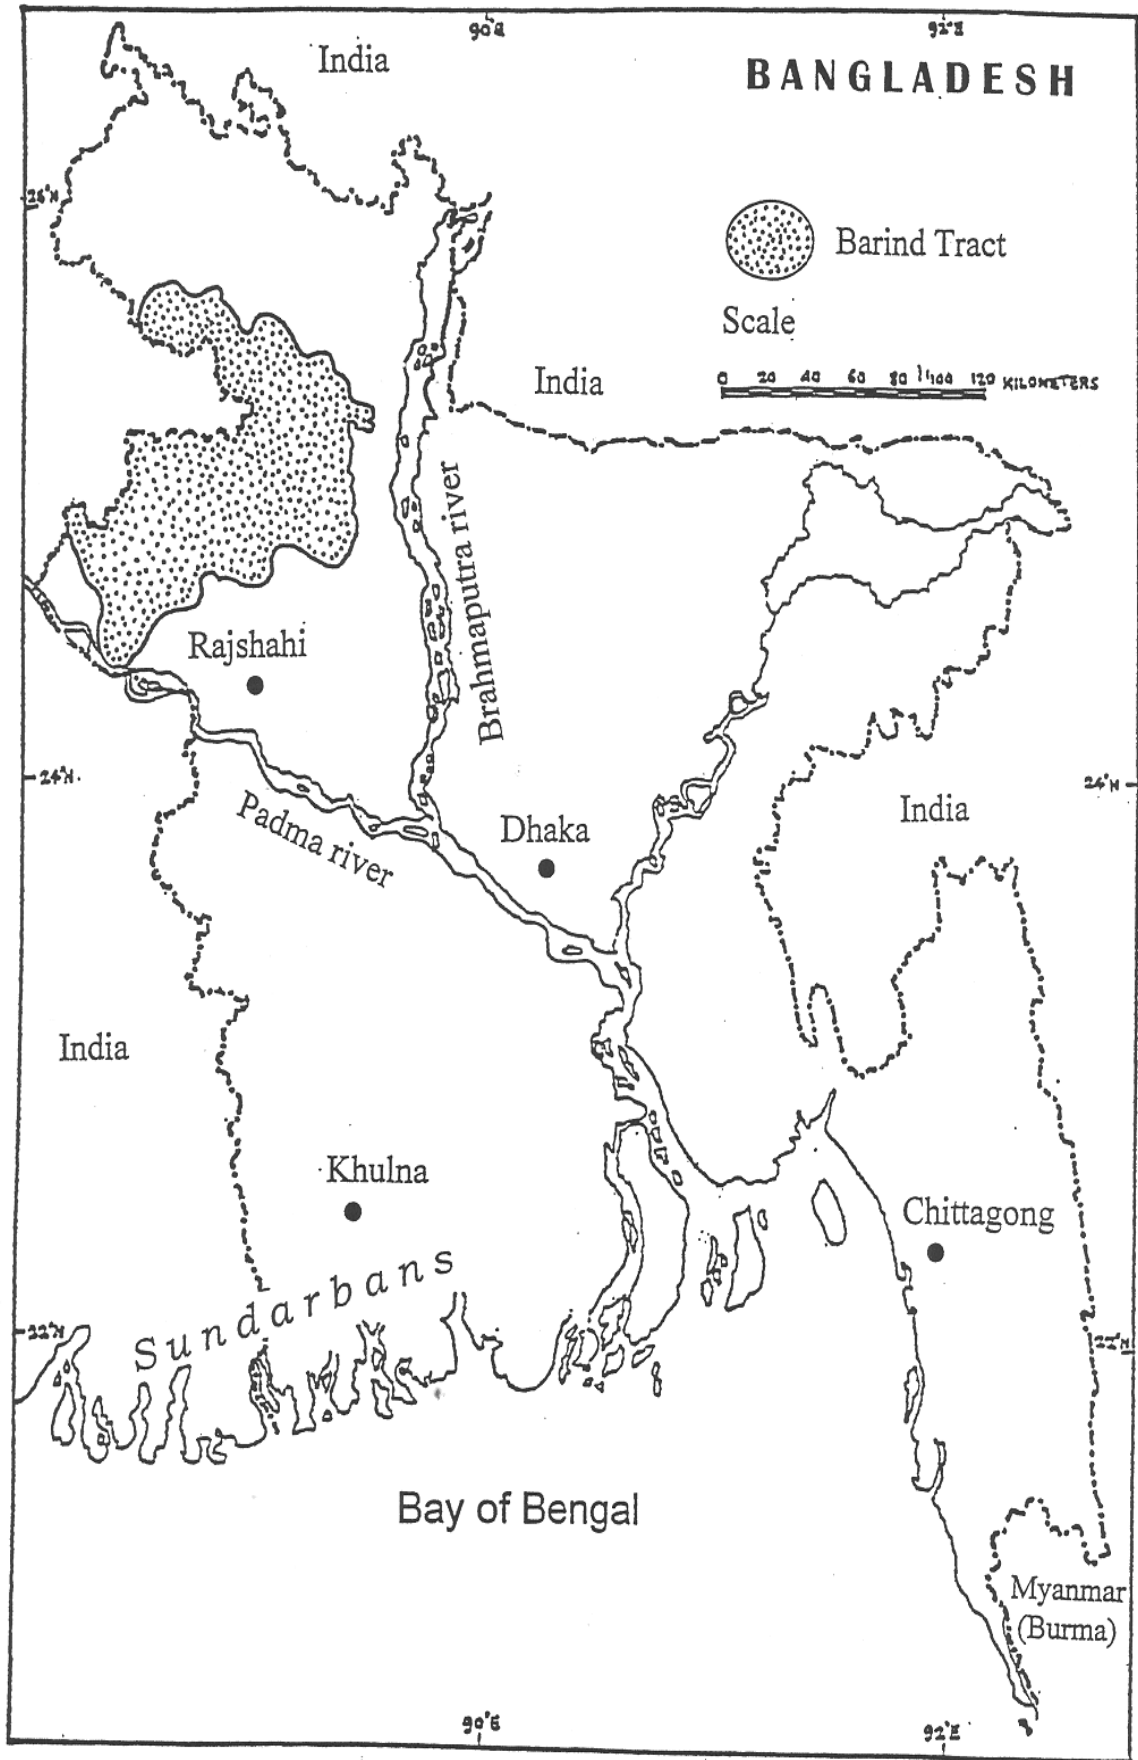 90°E
92°E
India
BANGLADESH
26°N
Barind Tract
Scale
0 20 40 60 80 100 120 KILOMETERS
India
Brahmaputra river
Rajshahi
24°N.
24°N
India
Padma river
Dhaka
India
Khulna
Chittagong
Sundarbans
22°N
22°N
Bay of Bengal
Myanmar
(Burma)
90°E
92°E